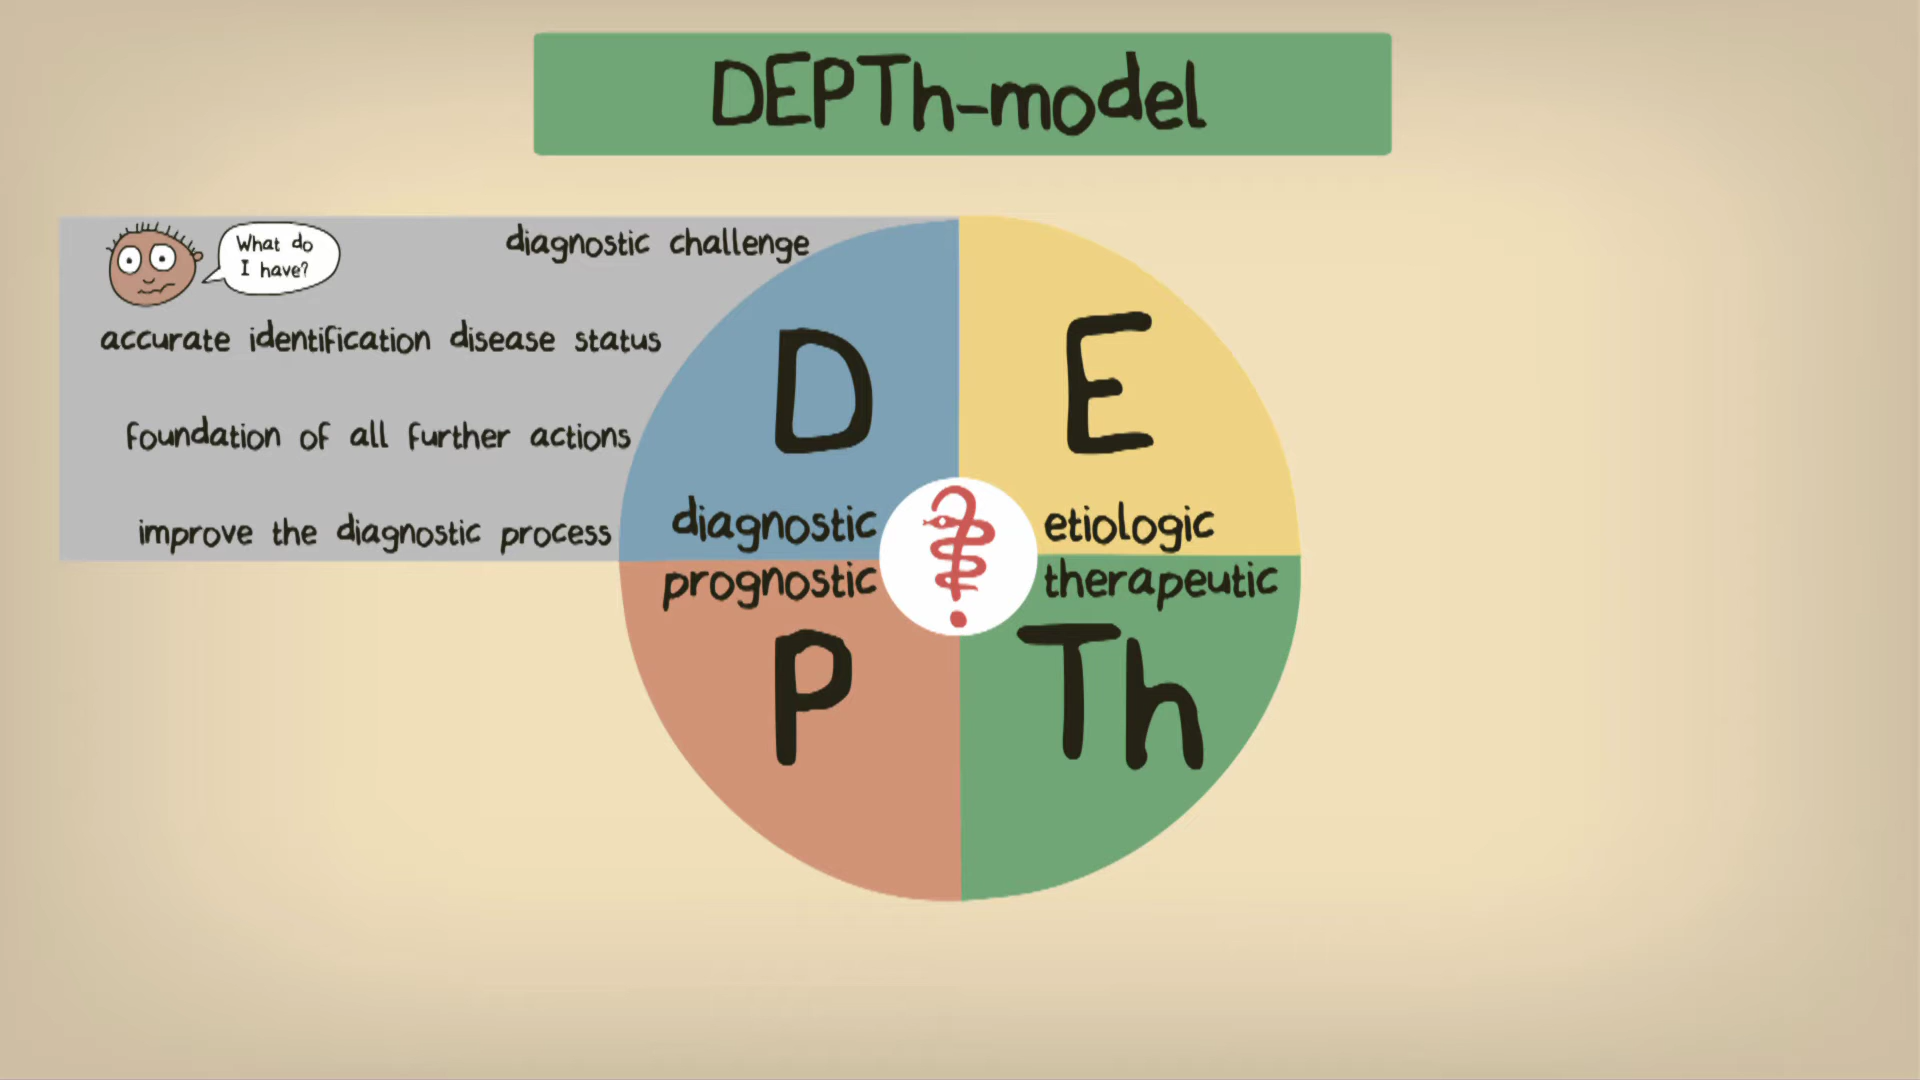 DEPTh-model
What do
I have?
diagnostic challenge
accurate identification disease status
foundation of all further actions
improve the diagnostic process
D
diagnostic
E
etiologic
prognostic
P
therapeutic
Th